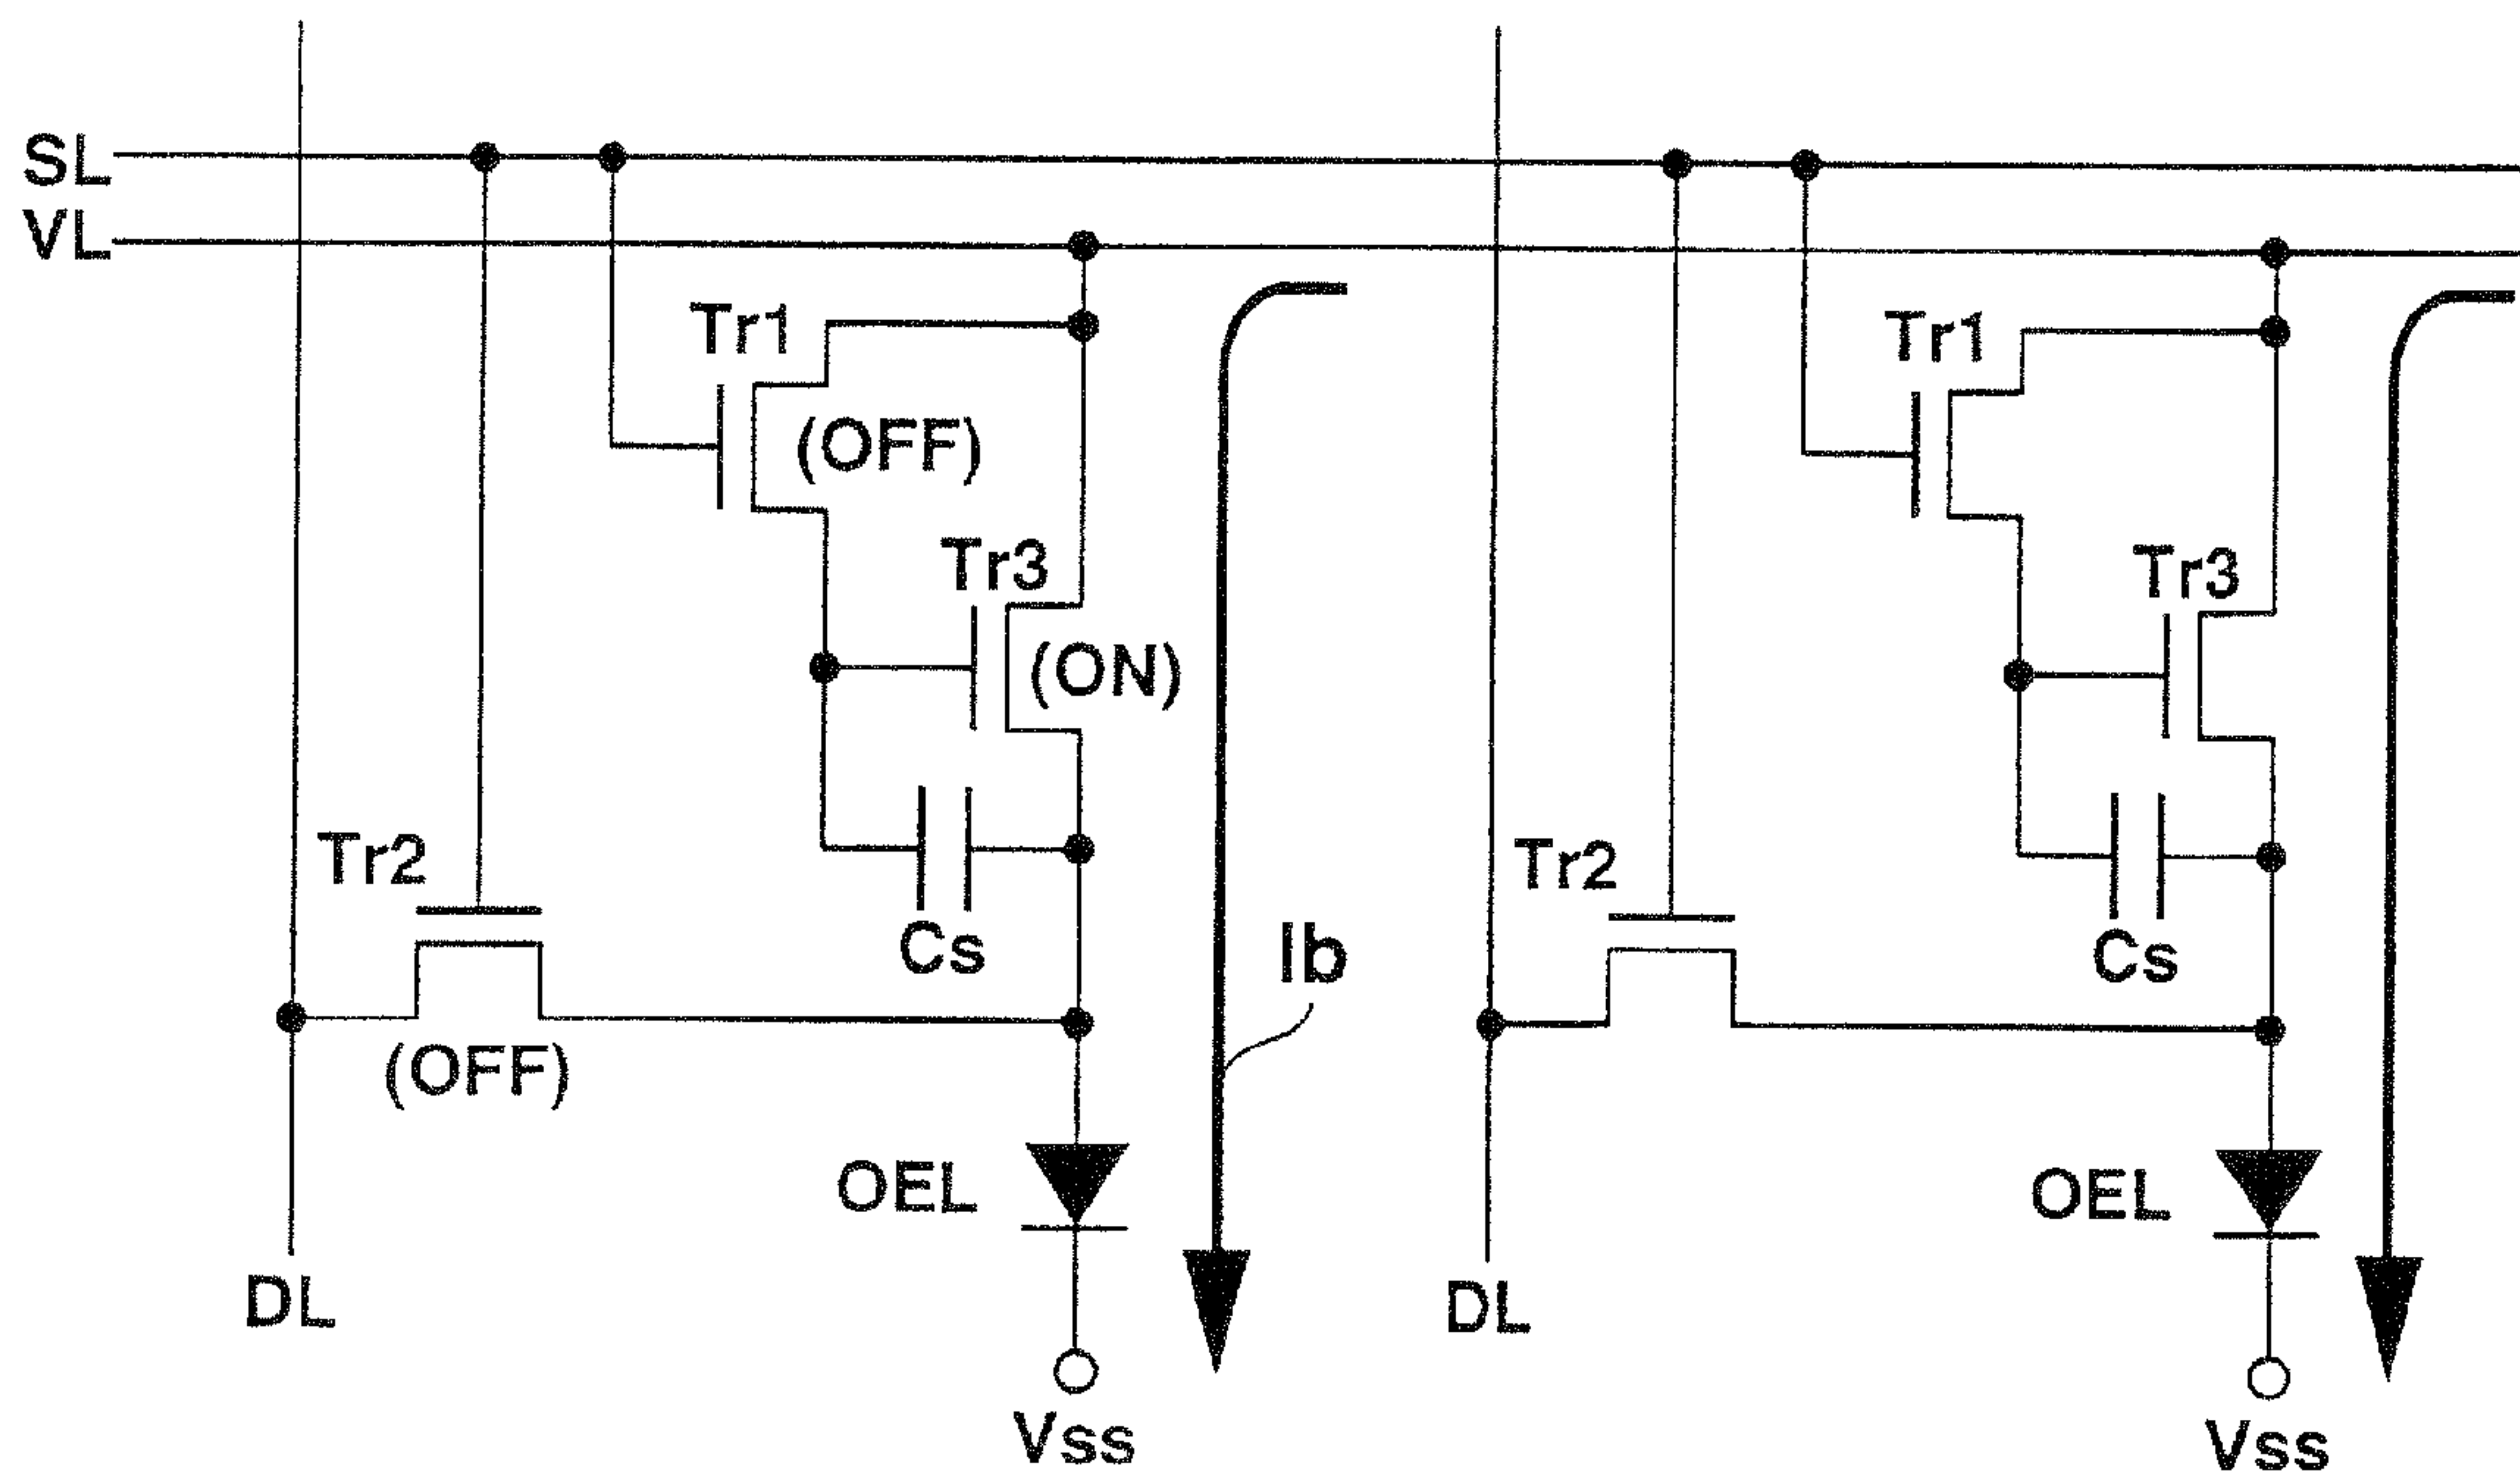 SL
VL
Tr1
Tr1
(OFF)
Tr3
Tr3
(ON)
Tr2
Tr2
Cs
Cs
Ib
(OFF)
OEL
OEL
DL
DL
Vss
Vss